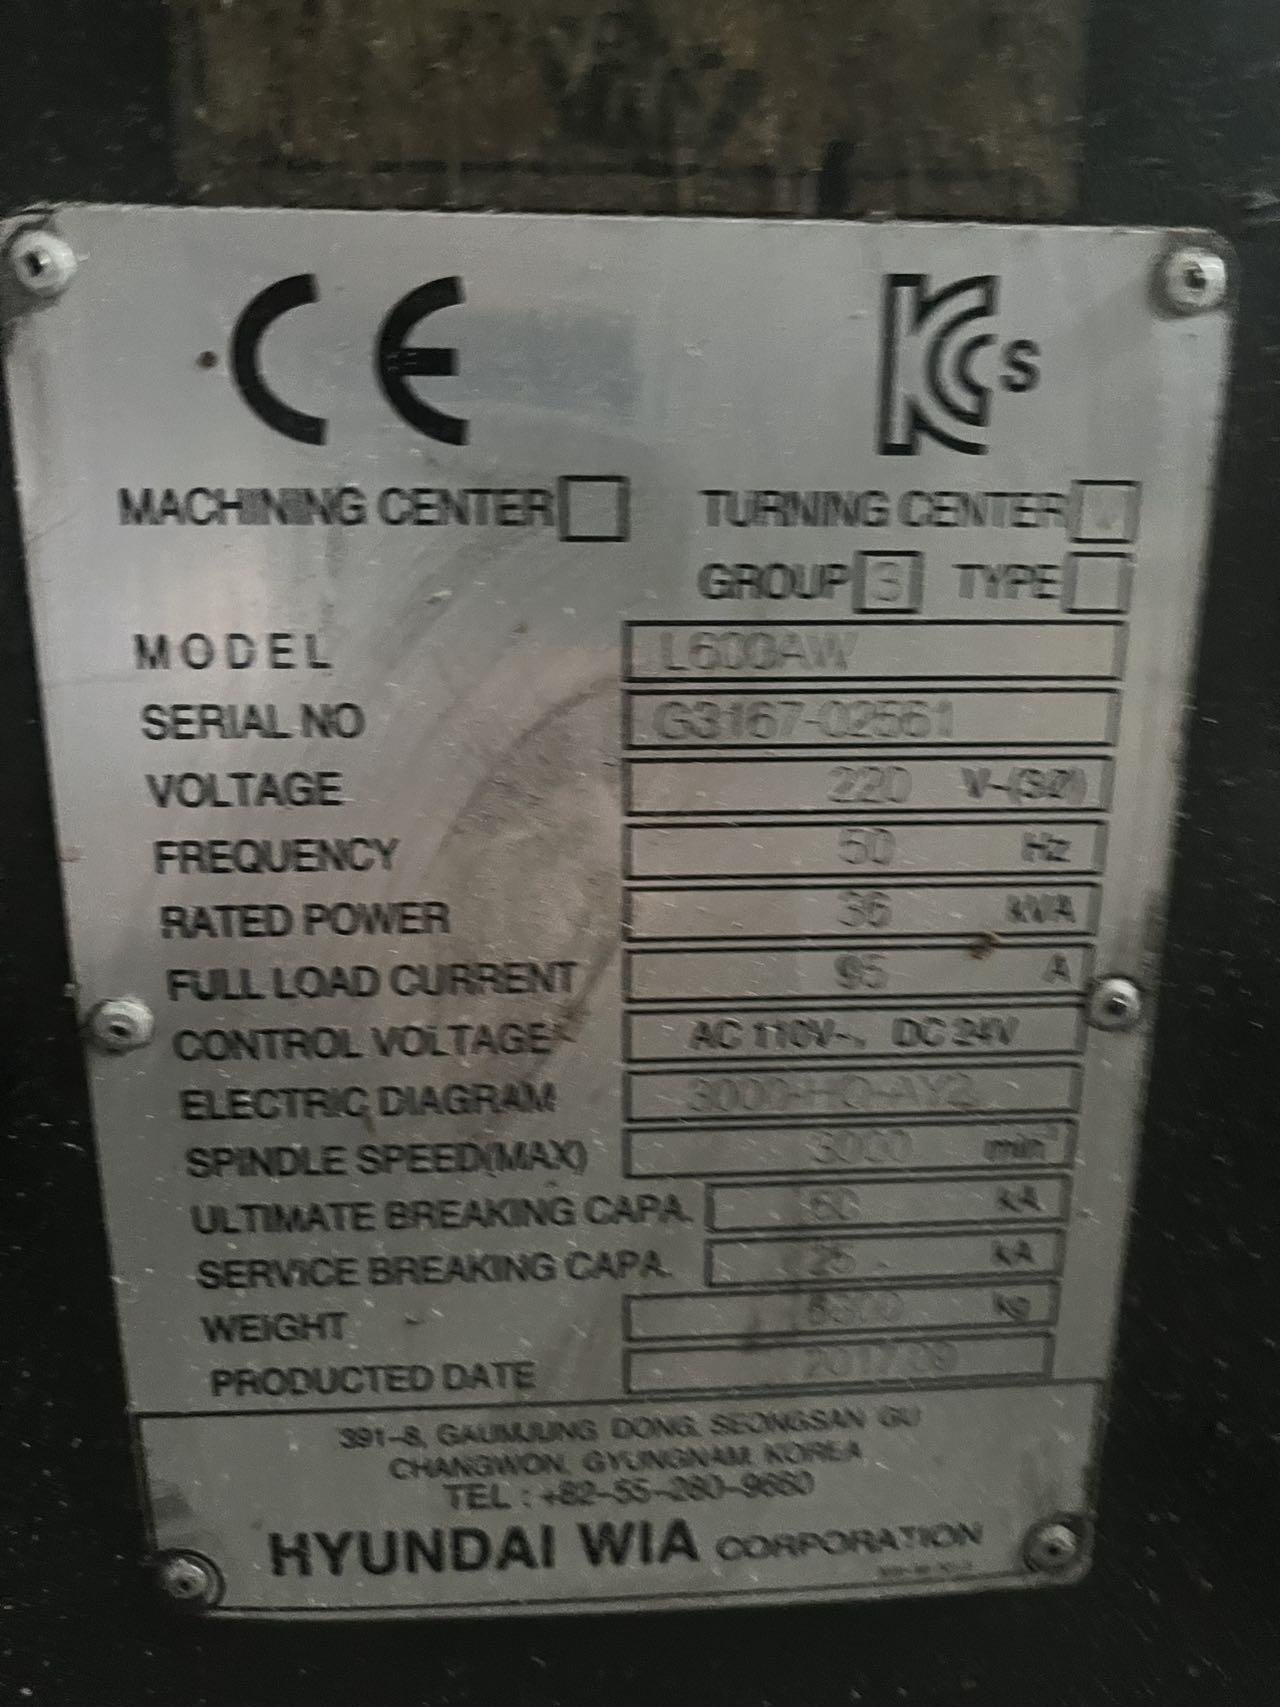 CE KCs
MACHINING CENTER TURNING CENTER V
GROUP 3 TYPE
MODEL L600AW
SERIAL NO G3167-02561
VOLTAGE 220 V~(3Ø)
FREQUENCY 50 Hz
RATED POWER 36 kVA
FULL LOAD CURRENT 95 A
CONTROL VOLTAGE AC 110V~, DC 24V
ELECTRIC DIAGRAM
SPINDLE SPEED(MAX) 3000 min
ULTIMATE BREAKING CAPA. kA
SERVICE BREAKING CAPA. 25 kA
WEIGHT kg
PRODUCTED DATE 2017.09
391-8, GAUMJUNG DONG, SEONGSAN GU
CHANGWON, GYUNGNAM, KOREA
TEL : +82-55-280-9660
HYUNDAI WIA CORPORATION